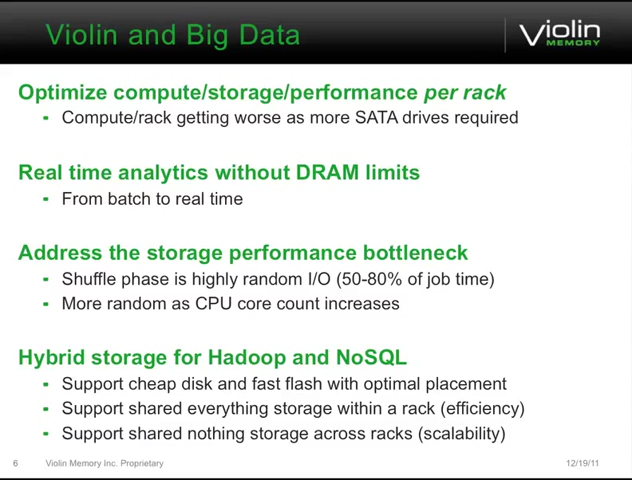 Violin and Big Data
Violin
MEMORY
Optimize compute/storage/performance per rack
Compute/rack getting worse as more SATA drives required
Real time analytics without DRAM limits
From batch to real time
Address the storage performance bottleneck
Shuffle phase is highly random I/O (50-80% of job time)
More random as CPU core count increases
Hybrid storage for Hadoop and NoSQL
Support cheap disk and fast flash with optimal placement
Support shared everything storage within a rack (efficiency)
Support shared nothing storage across racks (scalability)
6 Violin Memory Inc. Proprietary 12/19/11